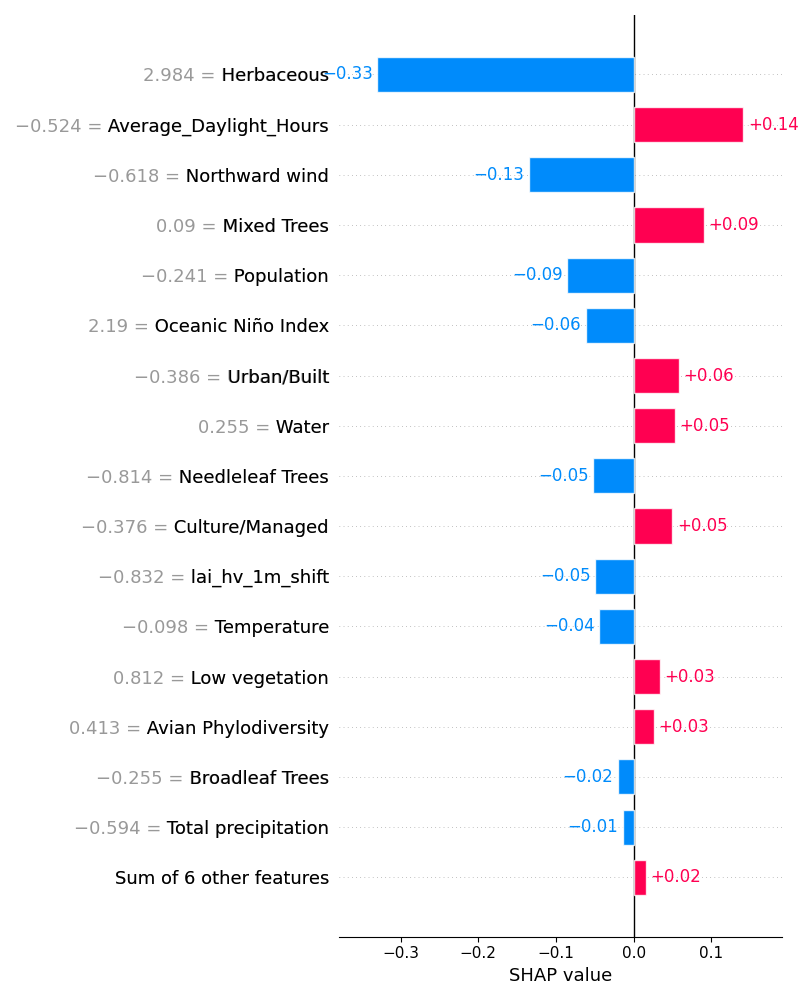 2.984 = Herbaceous −0.33
−0.524 = Average_Daylight_Hours +0.14
−0.618 = Northward wind −0.13
0.09 = Mixed Trees +0.09
−0.241 = Population −0.09
2.19 = Oceanic Niño Index −0.06
−0.386 = Urban/Built +0.06
0.255 = Water +0.05
−0.814 = Needleleaf Trees −0.05
−0.376 = Culture/Managed +0.05
−0.832 = lai_hv_1m_shift −0.05
−0.098 = Temperature −0.04
0.812 = Low vegetation +0.03
0.413 = Avian Phylodiversity +0.03
−0.255 = Broadleaf Trees −0.02
−0.594 = Total precipitation −0.01
Sum of 6 other features +0.02
−0.3 −0.2 −0.1 0.0 0.1
SHAP value